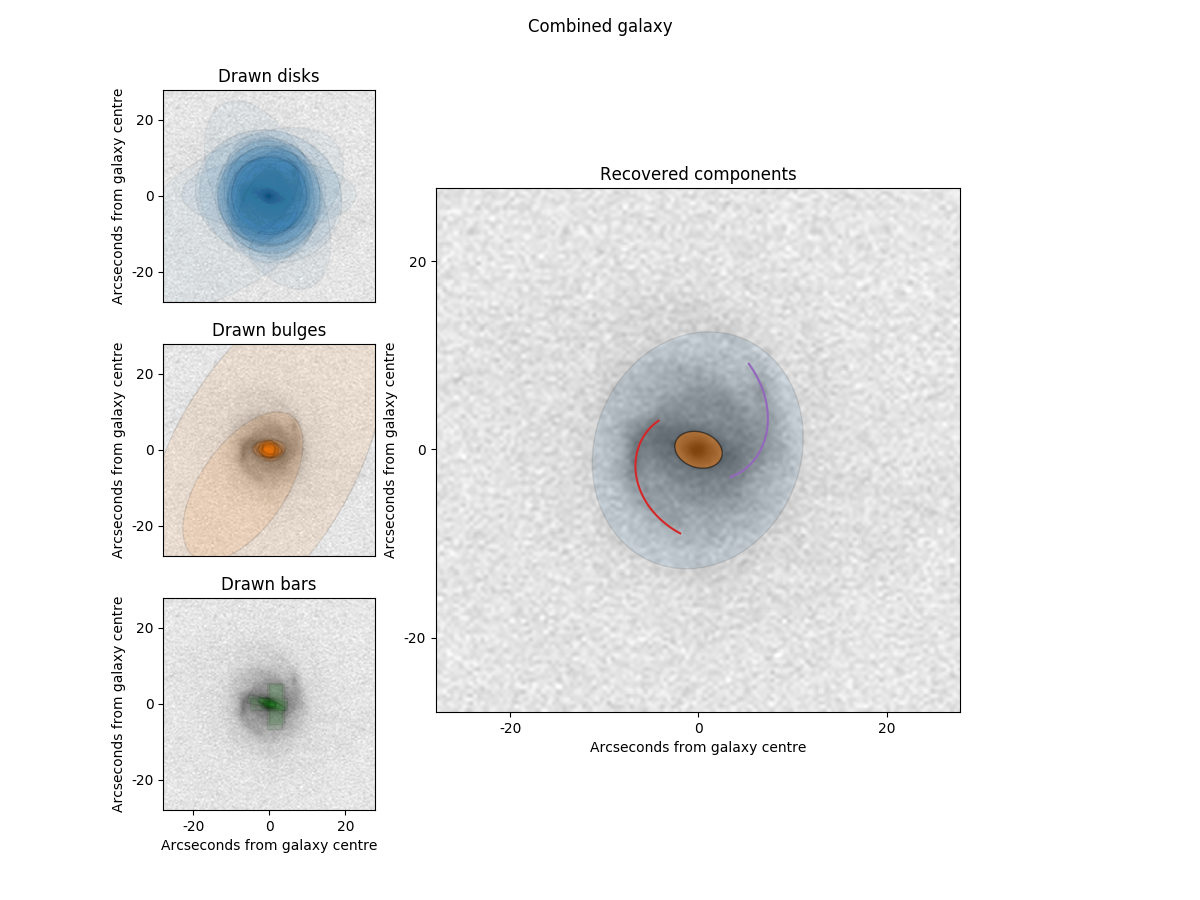 Combined galaxy
Drawn disks
20
0
-20
Arcseconds from galaxy centre
Drawn bulges
20
0
-20
Arcseconds from galaxy centre
Drawn bars
20
0
-20
Arcseconds from galaxy centre
-20 0 20
Arcseconds from galaxy centre
Recovered components
20
0
-20
Arcseconds from galaxy centre
-20 0 20
Arcseconds from galaxy centre